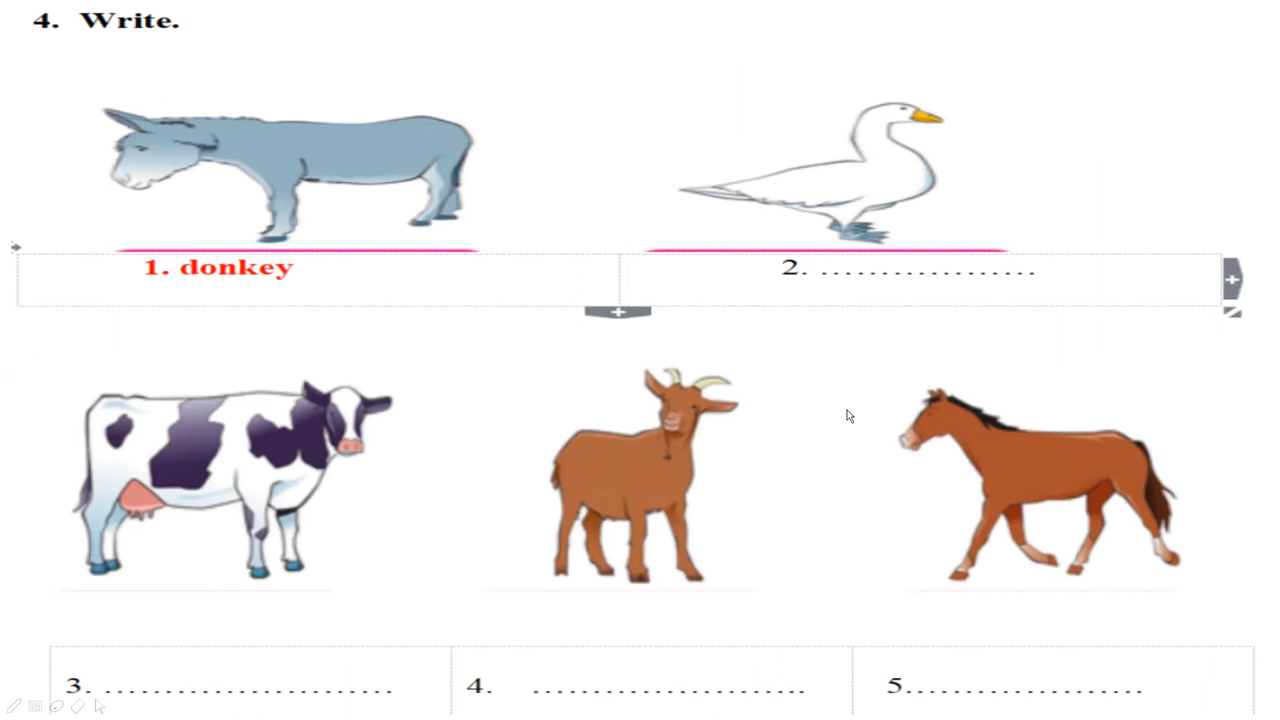 4. Write.
1. donkey
2. ..................
3. ........................
4. .......................
5....................